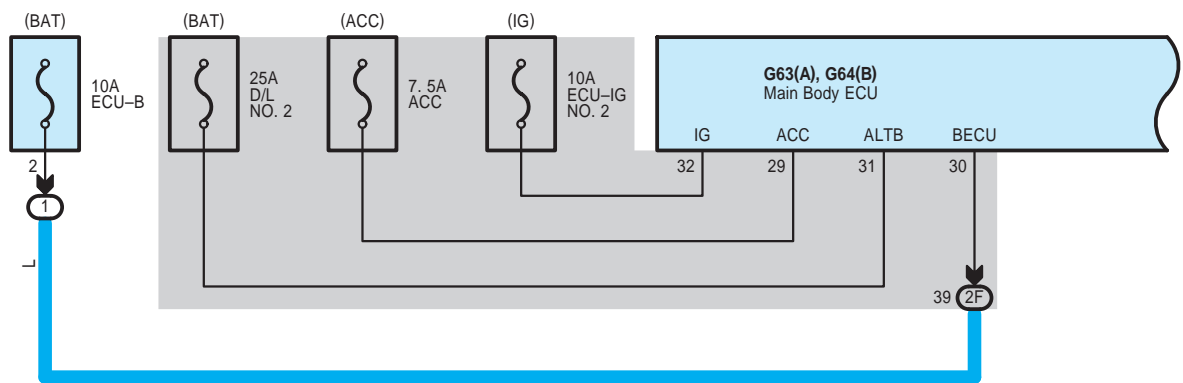 (BAT)
(BAT)
(ACC)
(IG)
10A
ECU–B
25A
D/L
NO. 2
7. 5A
ACC
10A
ECU–IG
NO. 2
G63(A), G64(B)
Main Body ECU
IG
ACC
ALTB
BECU
2
32
29
31
30
1
L
39
2F